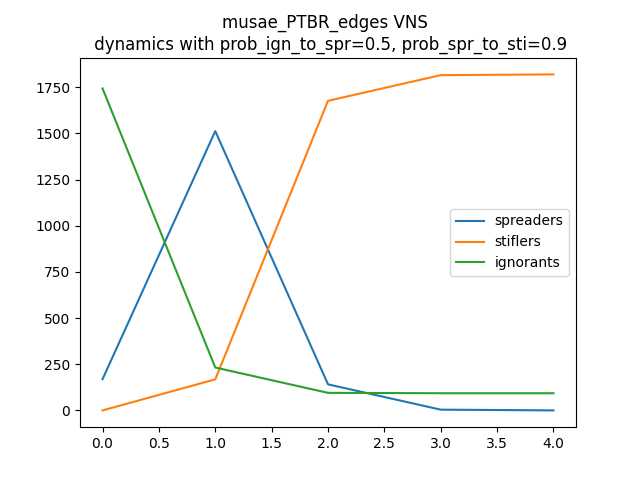 musae_PTBR_edges VNS
dynamics with prob_ign_to_spr=0.5, prob_spr_to_sti=0.9
1750
1500
1250
1000
750
500
250
0
spreaders
stiflers
ignorants
0.0 0.5 1.0 1.5 2.0 2.5 3.0 3.5 4.0